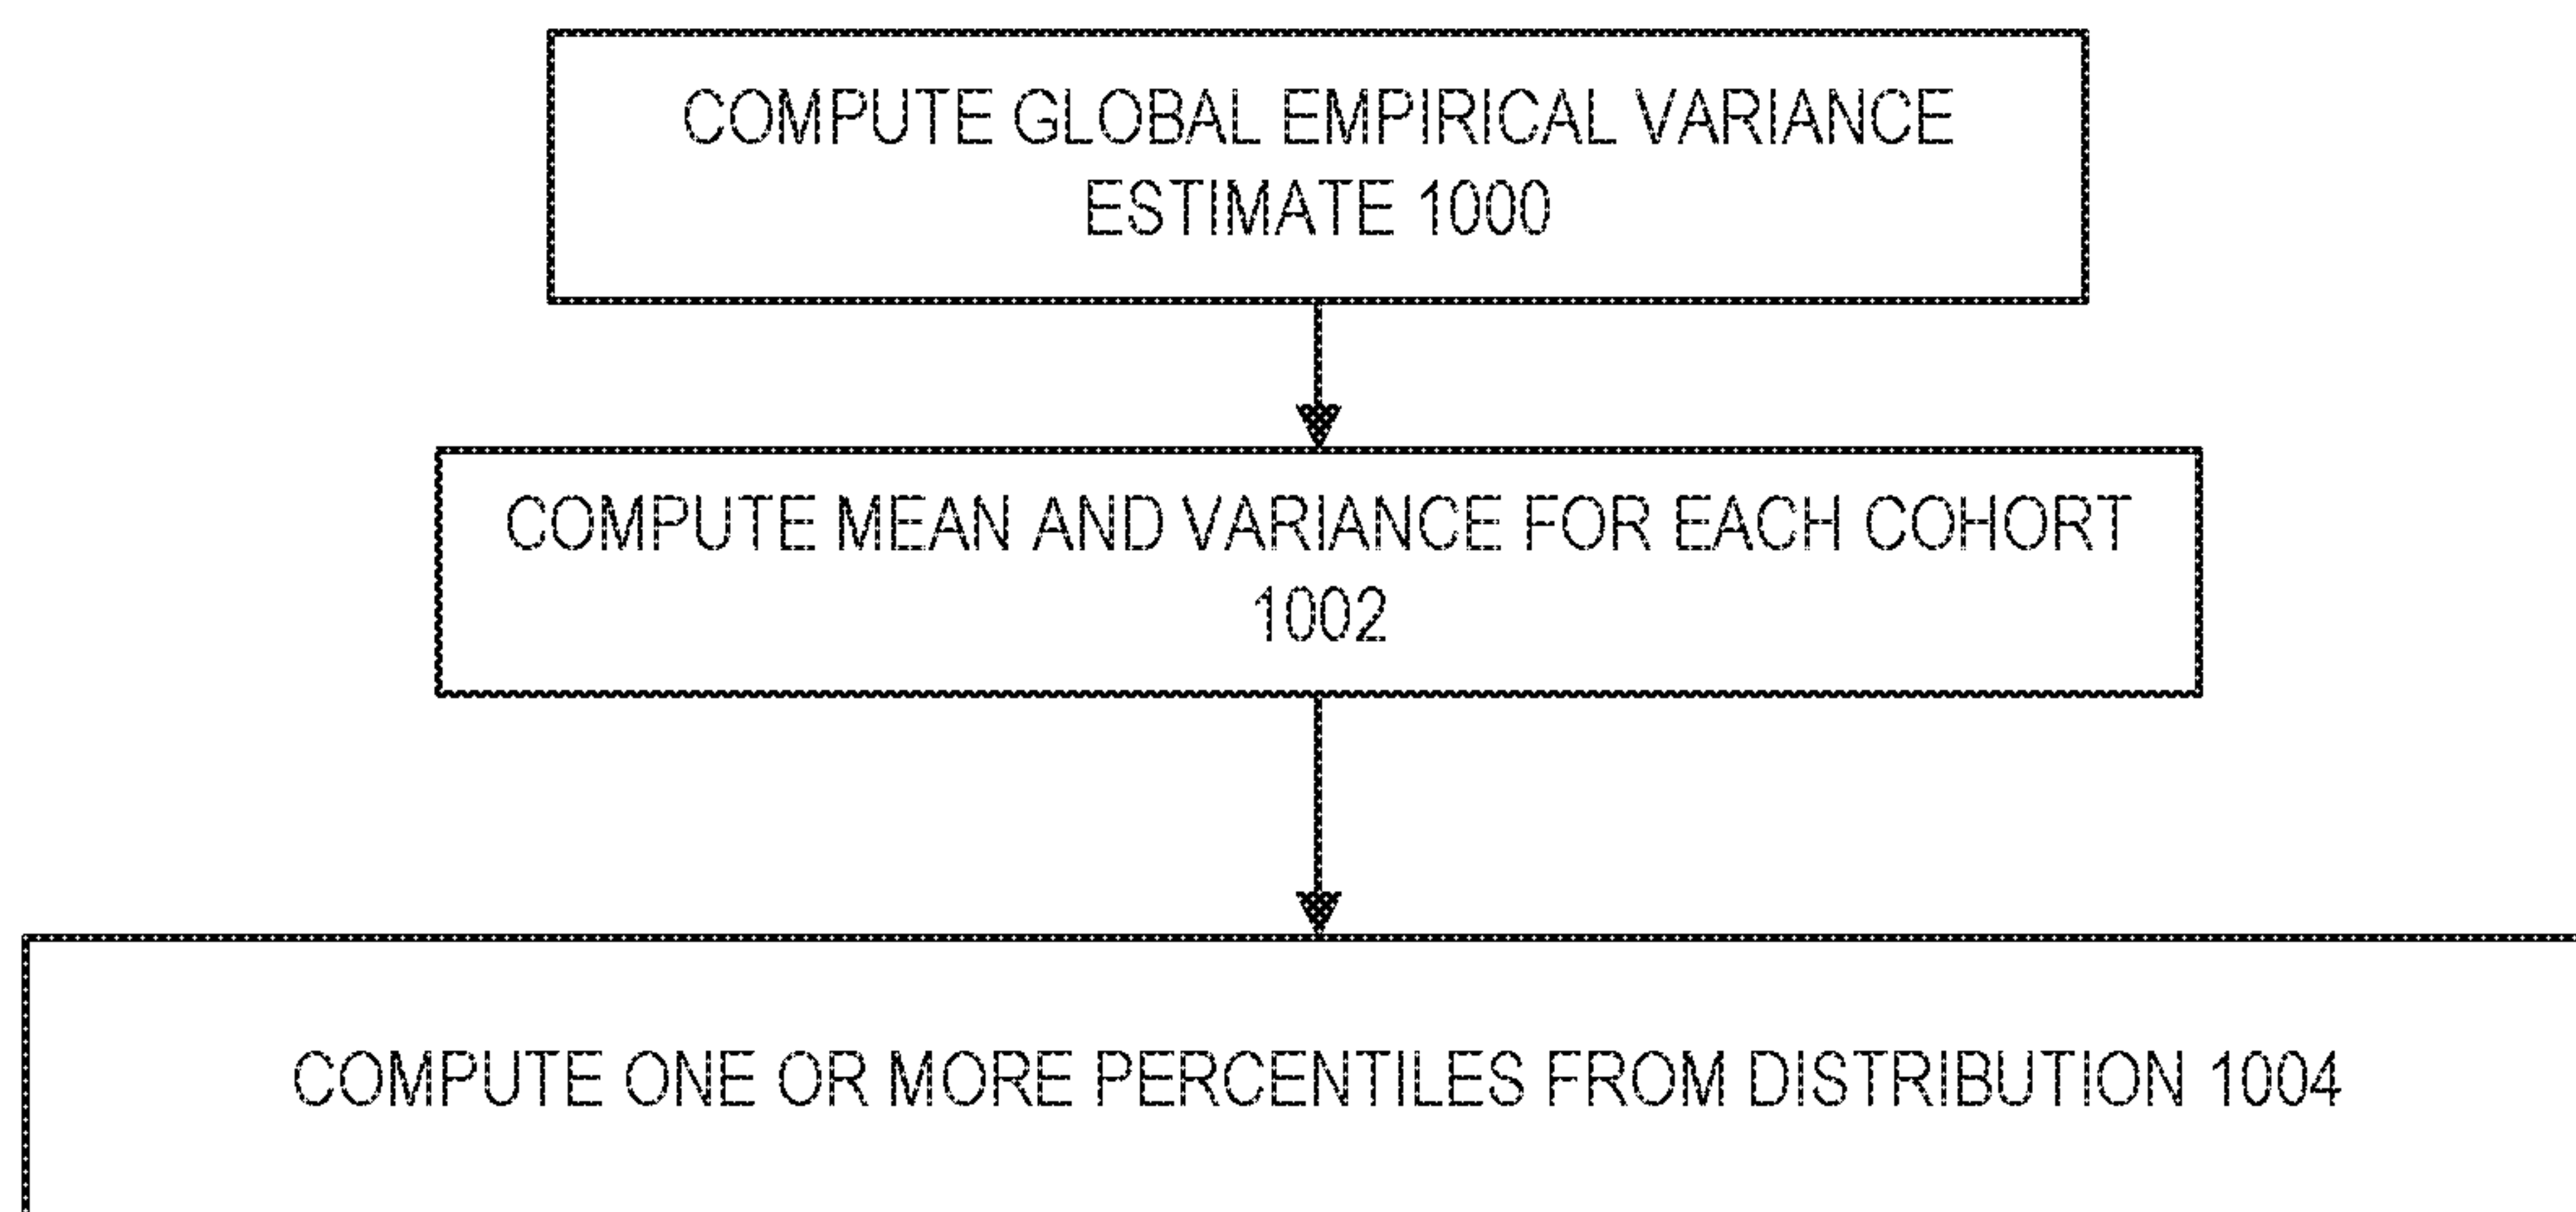 COMPUTE GLOBAL EMPIRICAL VARIANCE
ESTIMATE 1000
COMPUTE MEAN AND VARIANCE FOR EACH COHORT
1002
COMPUTE ONE OR MORE PERCENTILES FROM DISTRIBUTION 1004